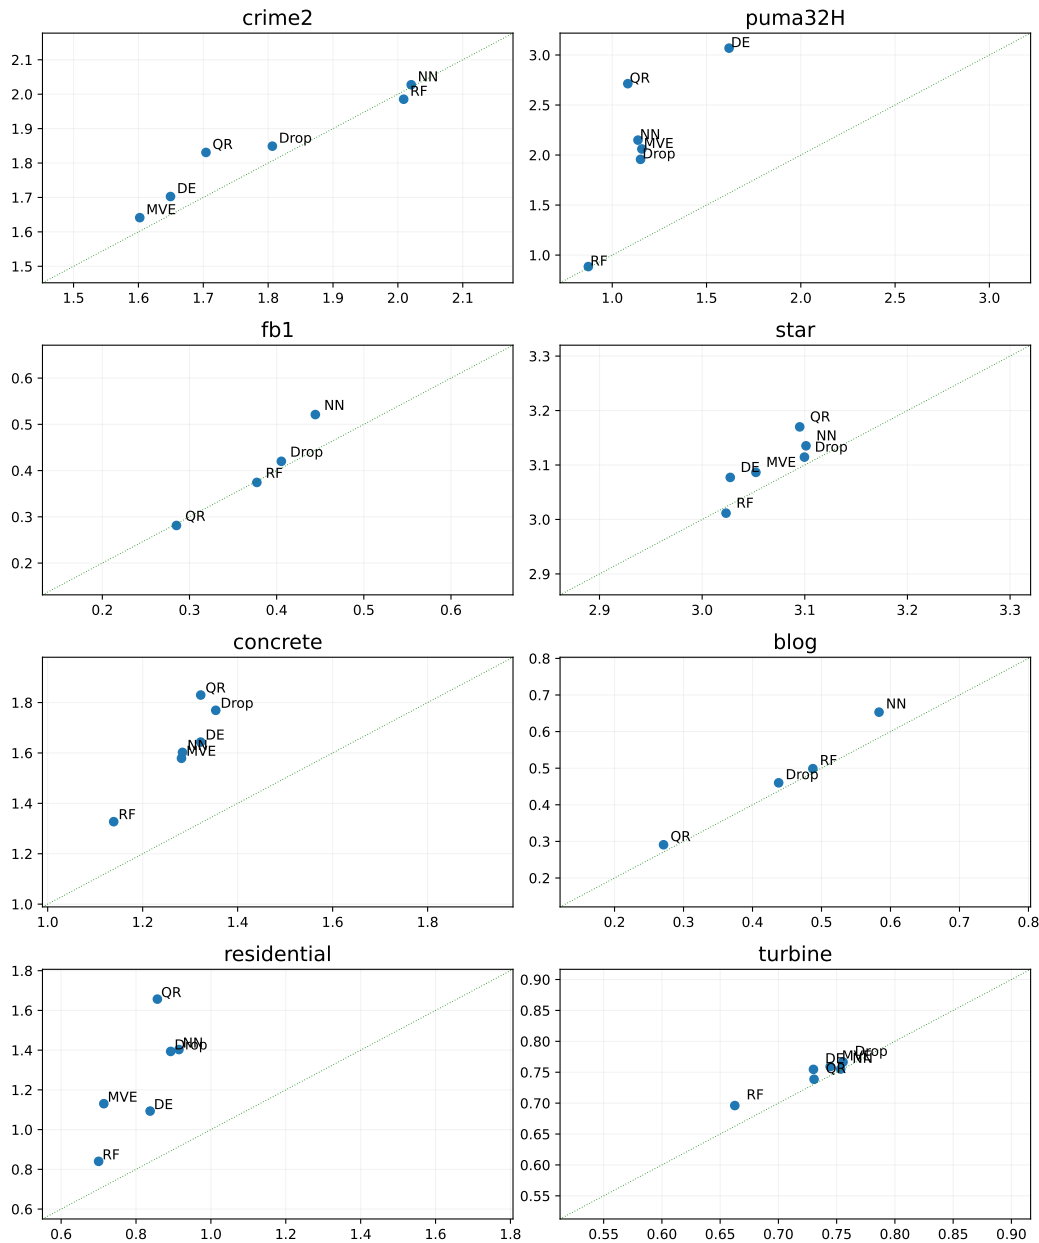 crime2
2.1
2.0
1.9
1.8
1.7
1.6
1.5
NN
RF
QR
Drop
DE
MVE
1.5 1.6 1.7 1.8 1.9 2.0 2.1
puma32H
3.0
2.5
2.0
1.5
1.0
DE
QR
NN
MVE
Drop
RF
1.0 1.5 2.0 2.5 3.0
fb1
0.6
0.5
0.4
0.3
0.2
NN
Drop
RF
QR
0.2 0.3 0.4 0.5 0.6
star
3.3
3.2
3.1
3.0
2.9
QR
NN
Drop
MVE
DE
RF
2.9 3.0 3.1 3.2 3.3
concrete
1.8
1.6
1.4
1.2
1.0
QR
Drop
DE
NN
MVE
RF
1.0 1.2 1.4 1.6 1.8
blog
0.8
0.7
0.6
0.5
0.4
0.3
0.2
NN
RF
Drop
QR
0.2 0.3 0.4 0.5 0.6 0.7 0.8
residential
1.8
1.6
1.4
1.2
1.0
0.8
0.6
QR
NN
Drop
MVE
DE
RF
0.6 0.8 1.0 1.2 1.4 1.6 1.8
turbine
0.90
0.85
0.80
0.75
0.70
0.65
0.60
0.55
Drop
MVE
NN
DE
QR
RF
0.55 0.60 0.65 0.70 0.75 0.80 0.85 0.90